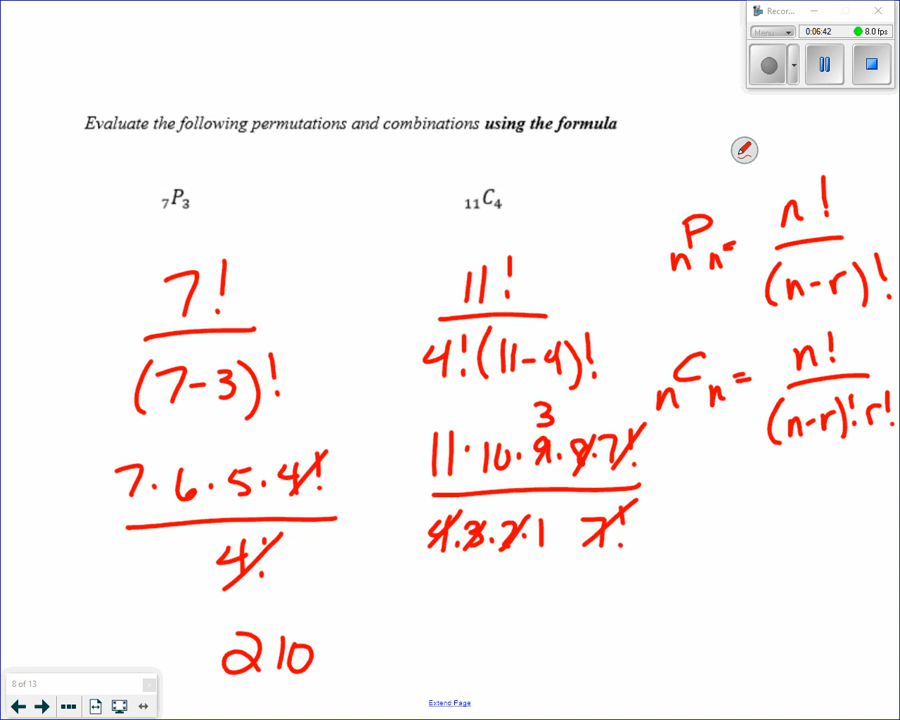 Recor...
Menu
0:06:42 8.0 fps
Evaluate the following permutations and combinations using the formula
₇P₃
7!
(7-3)!
7·6·5·4!
4!
210
₁₁C₄
11!
4!(11-4)!
3
11·10·9·8·7!
4·3·2·1 7!
nPn= n!
(n-r)!
nCn= n!
(n-r)!r!
8 of 13
Extend Page